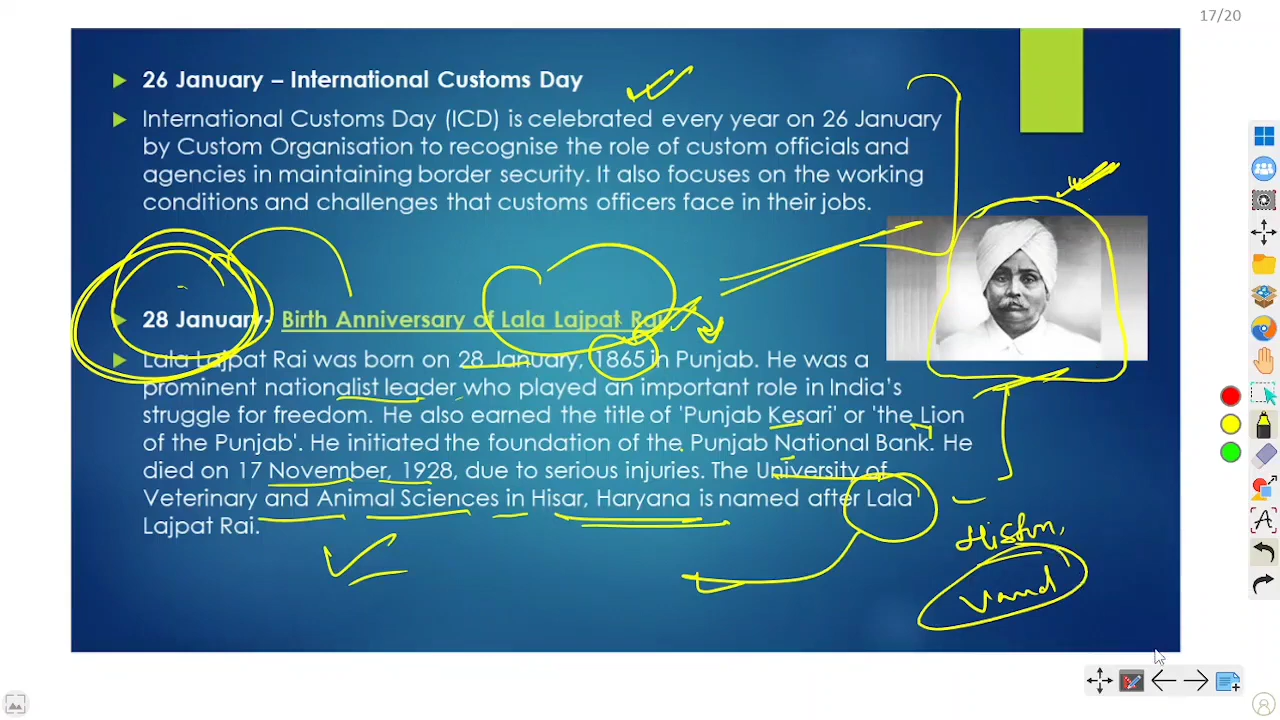 17/20
26 January – International Customs Day
International Customs Day (ICD) is celebrated every year on 26 January
by Custom Organisation to recognise the role of custom officials and
agencies in maintaining border security. It also focuses on the working
conditions and challenges that customs officers face in their jobs.
28 January- Birth Anniversary of Lala Lajpat Rai
Lala Lajpat Rai was born on 28 January, 1865 in Punjab. He was a
prominent nationalist leader who played an important role in India's
struggle for freedom. He also earned the title of 'Punjab Kesari' or 'the Lion
of the Punjab'. He initiated the foundation of the Punjab National Bank. He
died on 17 November, 1928, due to serious injuries. The University of
Veterinary and Animal Sciences in Hisar, Haryana is named after Lala
Lajpat Rai.